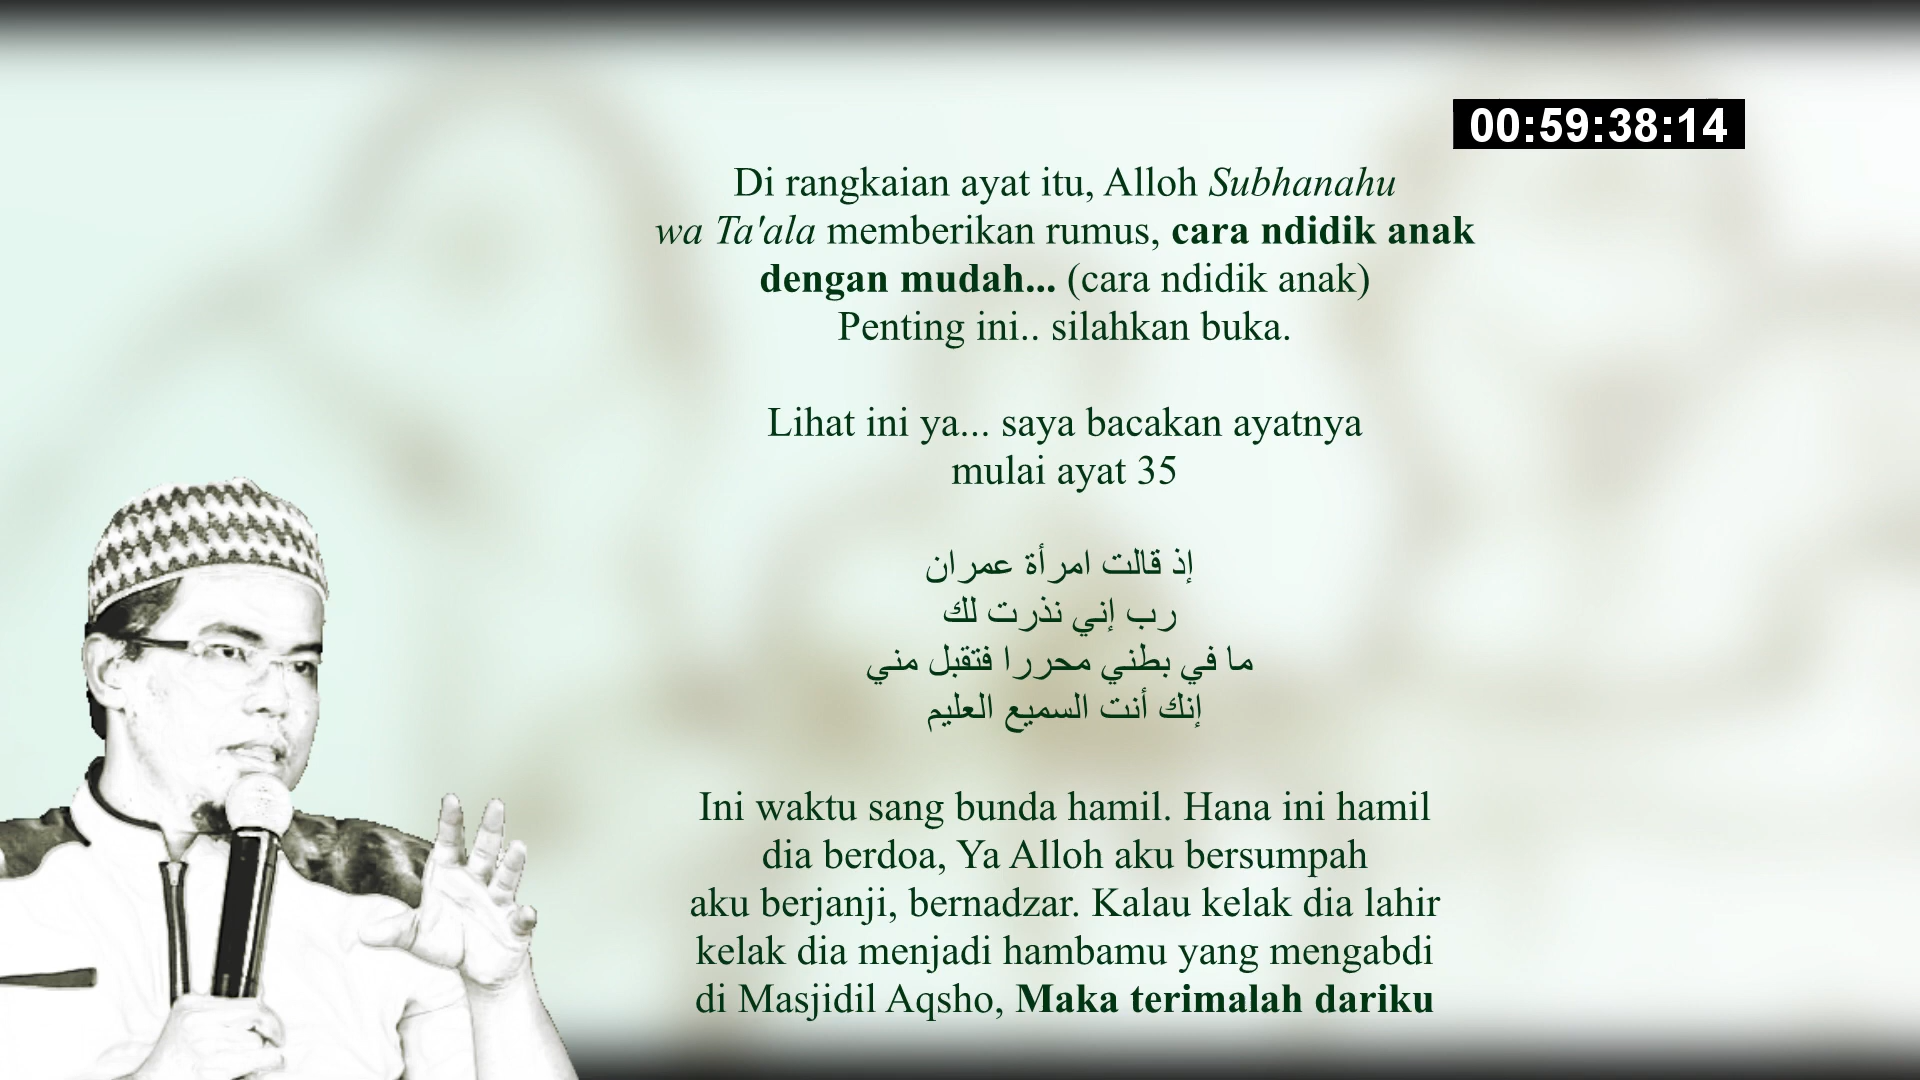 00:59:38:14
Di rangkaian ayat itu, Alloh Subhanahu
wa Ta'ala memberikan rumus, cara ndidik anak
dengan mudah... (cara ndidik anak)
Penting ini.. silahkan buka.
Lihat ini ya... saya bacakan ayatnya
mulai ayat 35
إذ قالت امرأة عمران
رب إني نذرت لك
ما في بطني محررا فتقبل مني
إنك أنت السميع العليم
Ini waktu sang bunda hamil. Hana ini hamil
dia berdoa, Ya Alloh aku bersumpah
aku berjanji, bernadzar. Kalau kelak dia lahir
kelak dia menjadi hambamu yang mengabdi
di Masjidil Aqsho, Maka terimalah dariku